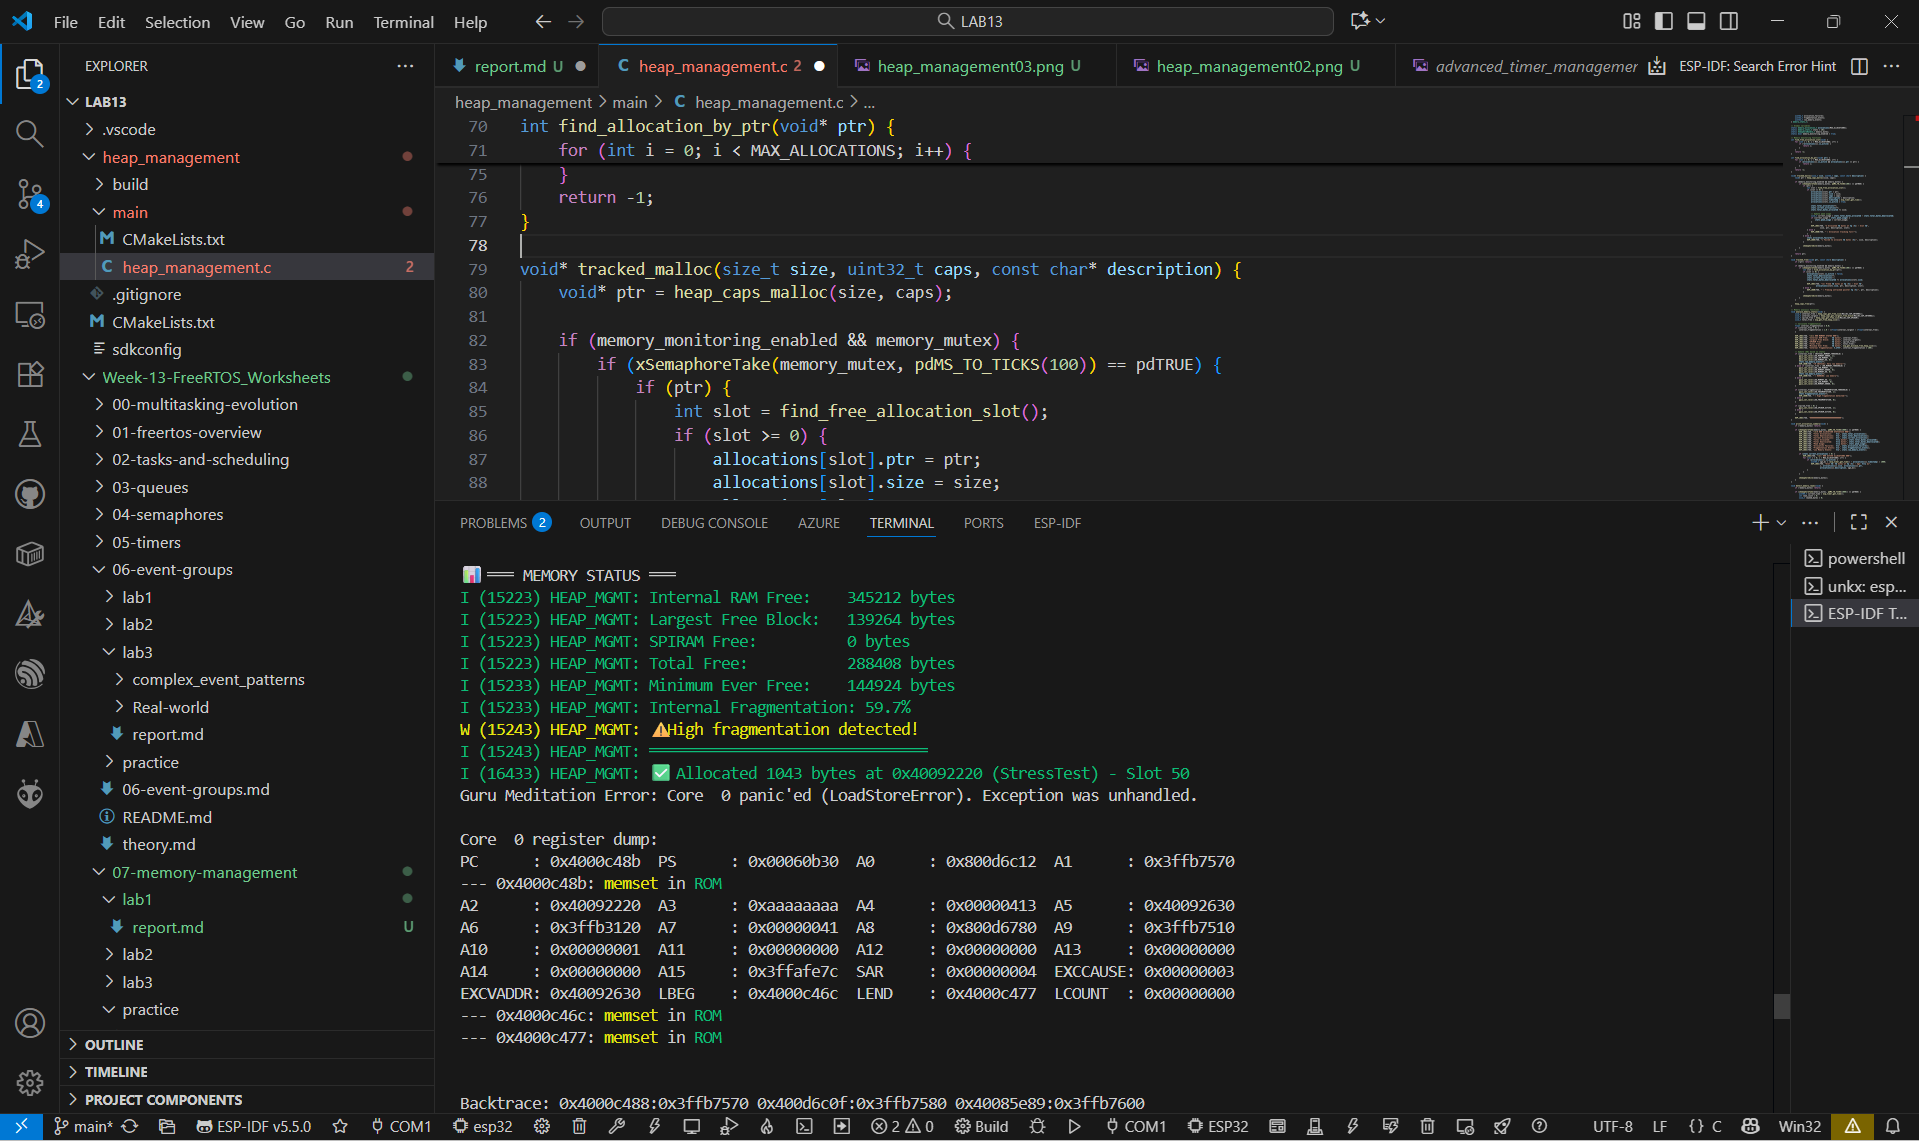 File Edit Selection View Go Run Terminal Help
LAB13
EXPLORER
report.md U
heap_management.c 2
heap_management03.png U
heap_management02.png U
advanced_timer_managemer
ESP-IDF: Search Error Hint
heap_management > main > C heap_management.c > ...
LAB13
.vscode
heap_management
build
main
CMakeLists.txt
heap_management.c 2
.gitignore
CMakeLists.txt
sdkconfig
Week-13-FreeRTOS_Worksheets
00-multitasking-evolution
01-freertos-overview
02-tasks-and-scheduling
03-queues
04-semaphores
05-timers
06-event-groups
lab1
lab2
lab3
complex_event_patterns
Real-world
report.md
practice
06-event-groups.md
README.md
theory.md
07-memory-management
lab1
report.md U
lab2
lab3
practice
OUTLINE
TIMELINE
PROJECT COMPONENTS
70 int find_allocation_by_ptr(void* ptr) {
71 for (int i = 0; i < MAX_ALLOCATIONS; i++) {
75 }
76 return -1;
77 }
78
79 void* tracked_malloc(size_t size, uint32_t caps, const char* description) {
80 void* ptr = heap_caps_malloc(size, caps);
81
82 if (memory_monitoring_enabled && memory_mutex) {
83 if (xSemaphoreTake(memory_mutex, pdMS_TO_TICKS(100)) == pdTRUE) {
84 if (ptr) {
85 int slot = find_free_allocation_slot();
86 if (slot >= 0) {
87 allocations[slot].ptr = ptr;
88 allocations[slot].size = size;
PROBLEMS 2 OUTPUT DEBUG CONSOLE AZURE TERMINAL PORTS ESP-IDF
powershell
unkx: esp...
ESP-IDF T...
📊 ═══ MEMORY STATUS ═══
I (15223) HEAP_MGMT: Internal RAM Free: 345212 bytes
I (15223) HEAP_MGMT: Largest Free Block: 139264 bytes
I (15223) HEAP_MGMT: SPIRAM Free: 0 bytes
I (15223) HEAP_MGMT: Total Free: 288408 bytes
I (15233) HEAP_MGMT: Minimum Ever Free: 144924 bytes
I (15233) HEAP_MGMT: Internal Fragmentation: 59.7%
W (15243) HEAP_MGMT: ⚠️High fragmentation detected!
I (15243) HEAP_MGMT: ═══════════════════════════════
I (16433) HEAP_MGMT: ✅ Allocated 1043 bytes at 0x40092220 (StressTest) - Slot 50
Guru Meditation Error: Core 0 panic'ed (LoadStoreError). Exception was unhandled.
Core 0 register dump:
PC : 0x4000c48b PS : 0x00060b30 A0 : 0x800d6c12 A1 : 0x3ffb7570
--- 0x4000c48b: memset in ROM
A2 : 0x40092220 A3 : 0xaaaaaaaa A4 : 0x00000413 A5 : 0x40092630
A6 : 0x3ffb3120 A7 : 0x00000041 A8 : 0x800d6780 A9 : 0x3ffb7510
A10 : 0x00000001 A11 : 0x00000000 A12 : 0x00000000 A13 : 0x00000000
A14 : 0x00000000 A15 : 0x3ffafe7c SAR : 0x00000004 EXCCAUSE: 0x00000003
EXCVADDR: 0x40092630 LBEG : 0x4000c46c LEND : 0x4000c477 LCOUNT : 0x00000000
--- 0x4000c46c: memset in ROM
--- 0x4000c477: memset in ROM
Backtrace: 0x4000c488:0x3ffb7570 0x400d6c0f:0x3ffb7580 0x40085e89:0x3ffb7600
main* ESP-IDF v5.5.0 COM1 esp32 2 0 Build COM1 ESP32 UTF-8 LF {} C Win32